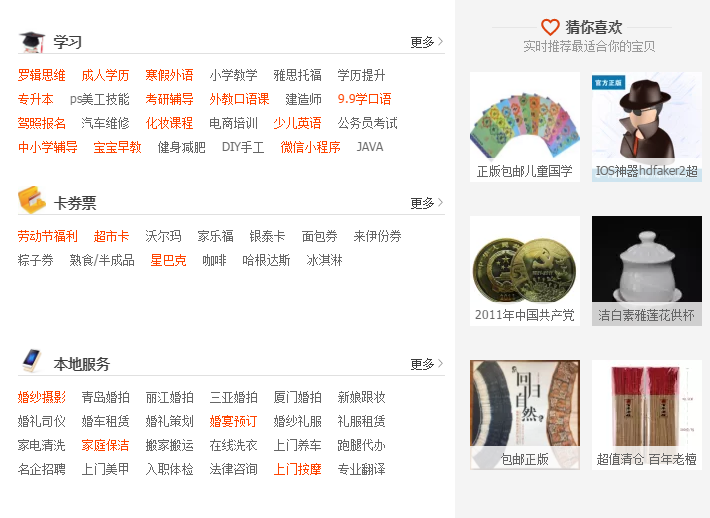 学习 更多
罗辑思维 成人学历 寒假外语 小学教学 雅思托福 学历提升
专升本 ps美工技能 考研辅导 外教口语课 建造师 9.9学口语
驾照报名 汽车维修 化妆课程 电商培训 少儿英语 公务员考试
中小学辅导 宝宝早教 健身减肥 DIY手工 微信小程序 JAVA
卡券票 更多
劳动节福利 超市卡 沃尔玛 家乐福 银泰卡 面包券 来伊份券
粽子券 熟食/半成品 星巴克 咖啡 哈根达斯 冰淇淋
本地服务 更多
婚纱摄影 青岛婚拍 丽江婚拍 三亚婚拍 厦门婚拍 新娘跟妆
婚礼司仪 婚车租赁 婚礼策划 婚宴预订 婚纱礼服 礼服租赁
家电清洗 家庭保洁 搬家搬运 在线洗衣 上门养车 跑腿代办
名企招聘 上门美甲 入职体检 法律咨询 上门按摩 专业翻译
猜你喜欢
实时推荐最适合你的宝贝
官方正版
正版包邮儿童国学 IOS神器hdfaker2超
2011年中国共产党 洁白素雅莲花供杯
回归
自然
包邮正版 超值清仓 百年老檀